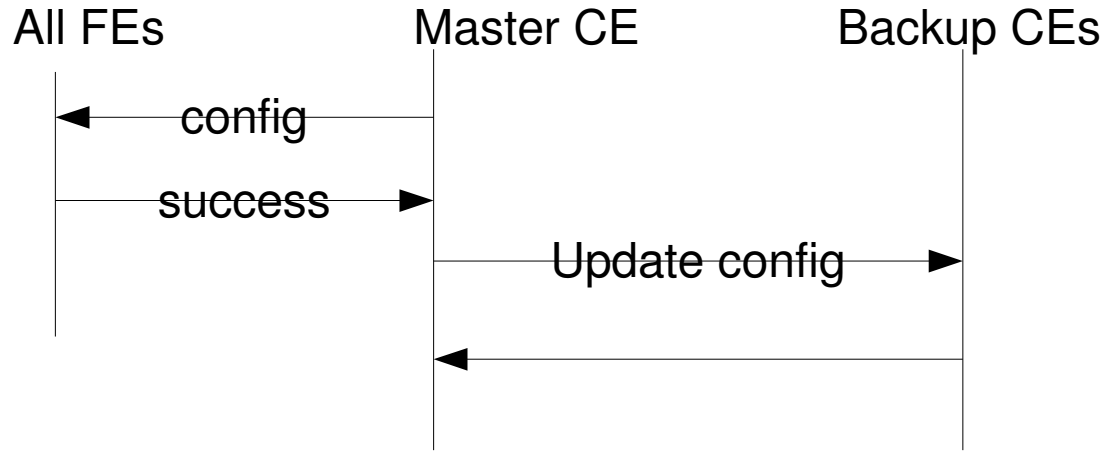 All FEs
Master CE
Backup CEs
config
success
Update config